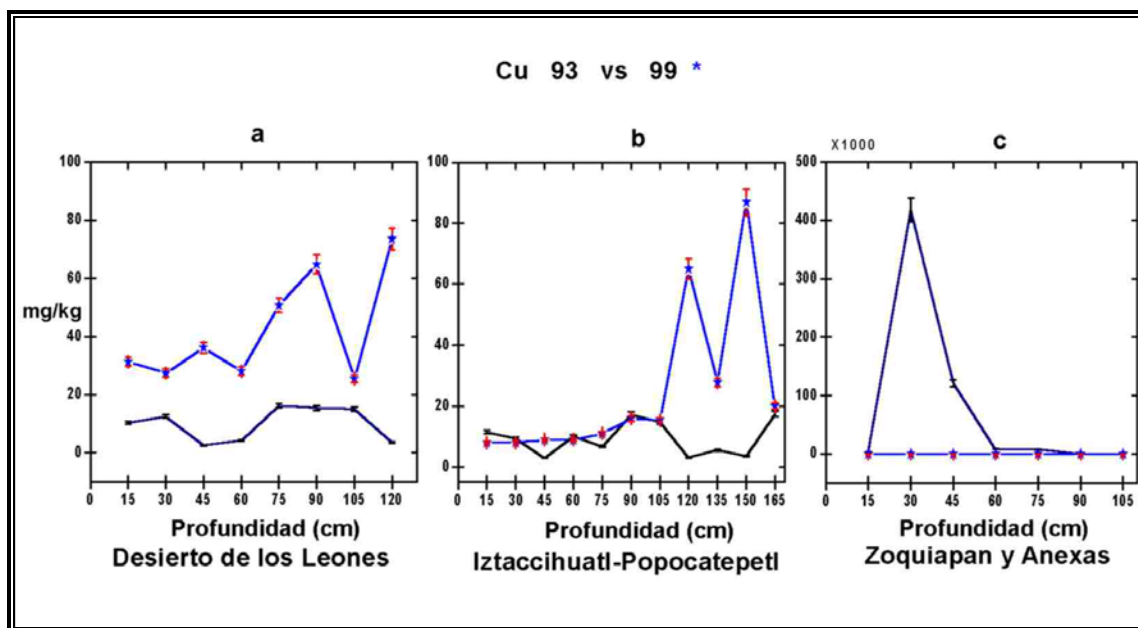 Cu 93 vs 99 *
a
b
c
X1000
mg/kg
100
80
60
40
20
0
0 15 30 45 60 75 90 105 120
Profundidad (cm)
Desierto de los Leones
100
80
60
40
20
0
0 15 30 45 60 75 90 105 120 135 150 165
Profundidad (cm)
Iztaccihuatl-Popocatepetl
500
400
300
200
100
0
0 15 30 45 60 75 90 105
Profundidad (cm)
Zoquiapan y Anexas